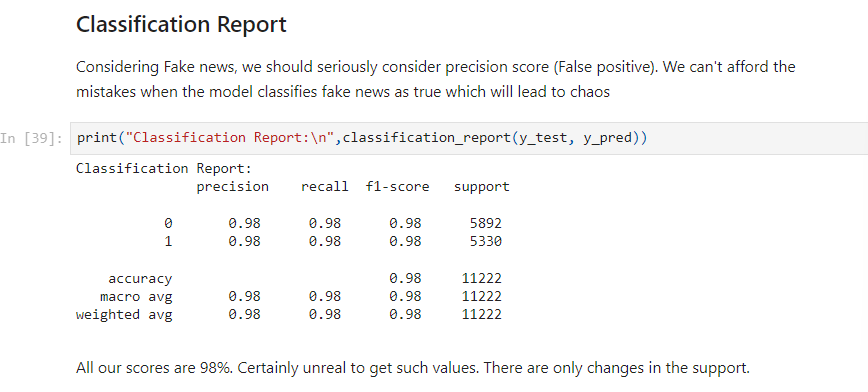 Classification Report
Considering Fake news, we should seriously consider precision score (False positive). We can't afford the
mistakes when the model classifies fake news as true which will lead to chaos
In [39]: print("Classification Report:\n",classification_report(y_test, y_pred))
Classification Report:
precision recall f1-score support
0 0.98 0.98 0.98 5892
1 0.98 0.98 0.98 5330
accuracy 0.98 11222
macro avg 0.98 0.98 0.98 11222
weighted avg 0.98 0.98 0.98 11222
All our scores are 98%. Certainly unreal to get such values. There are only changes in the support.